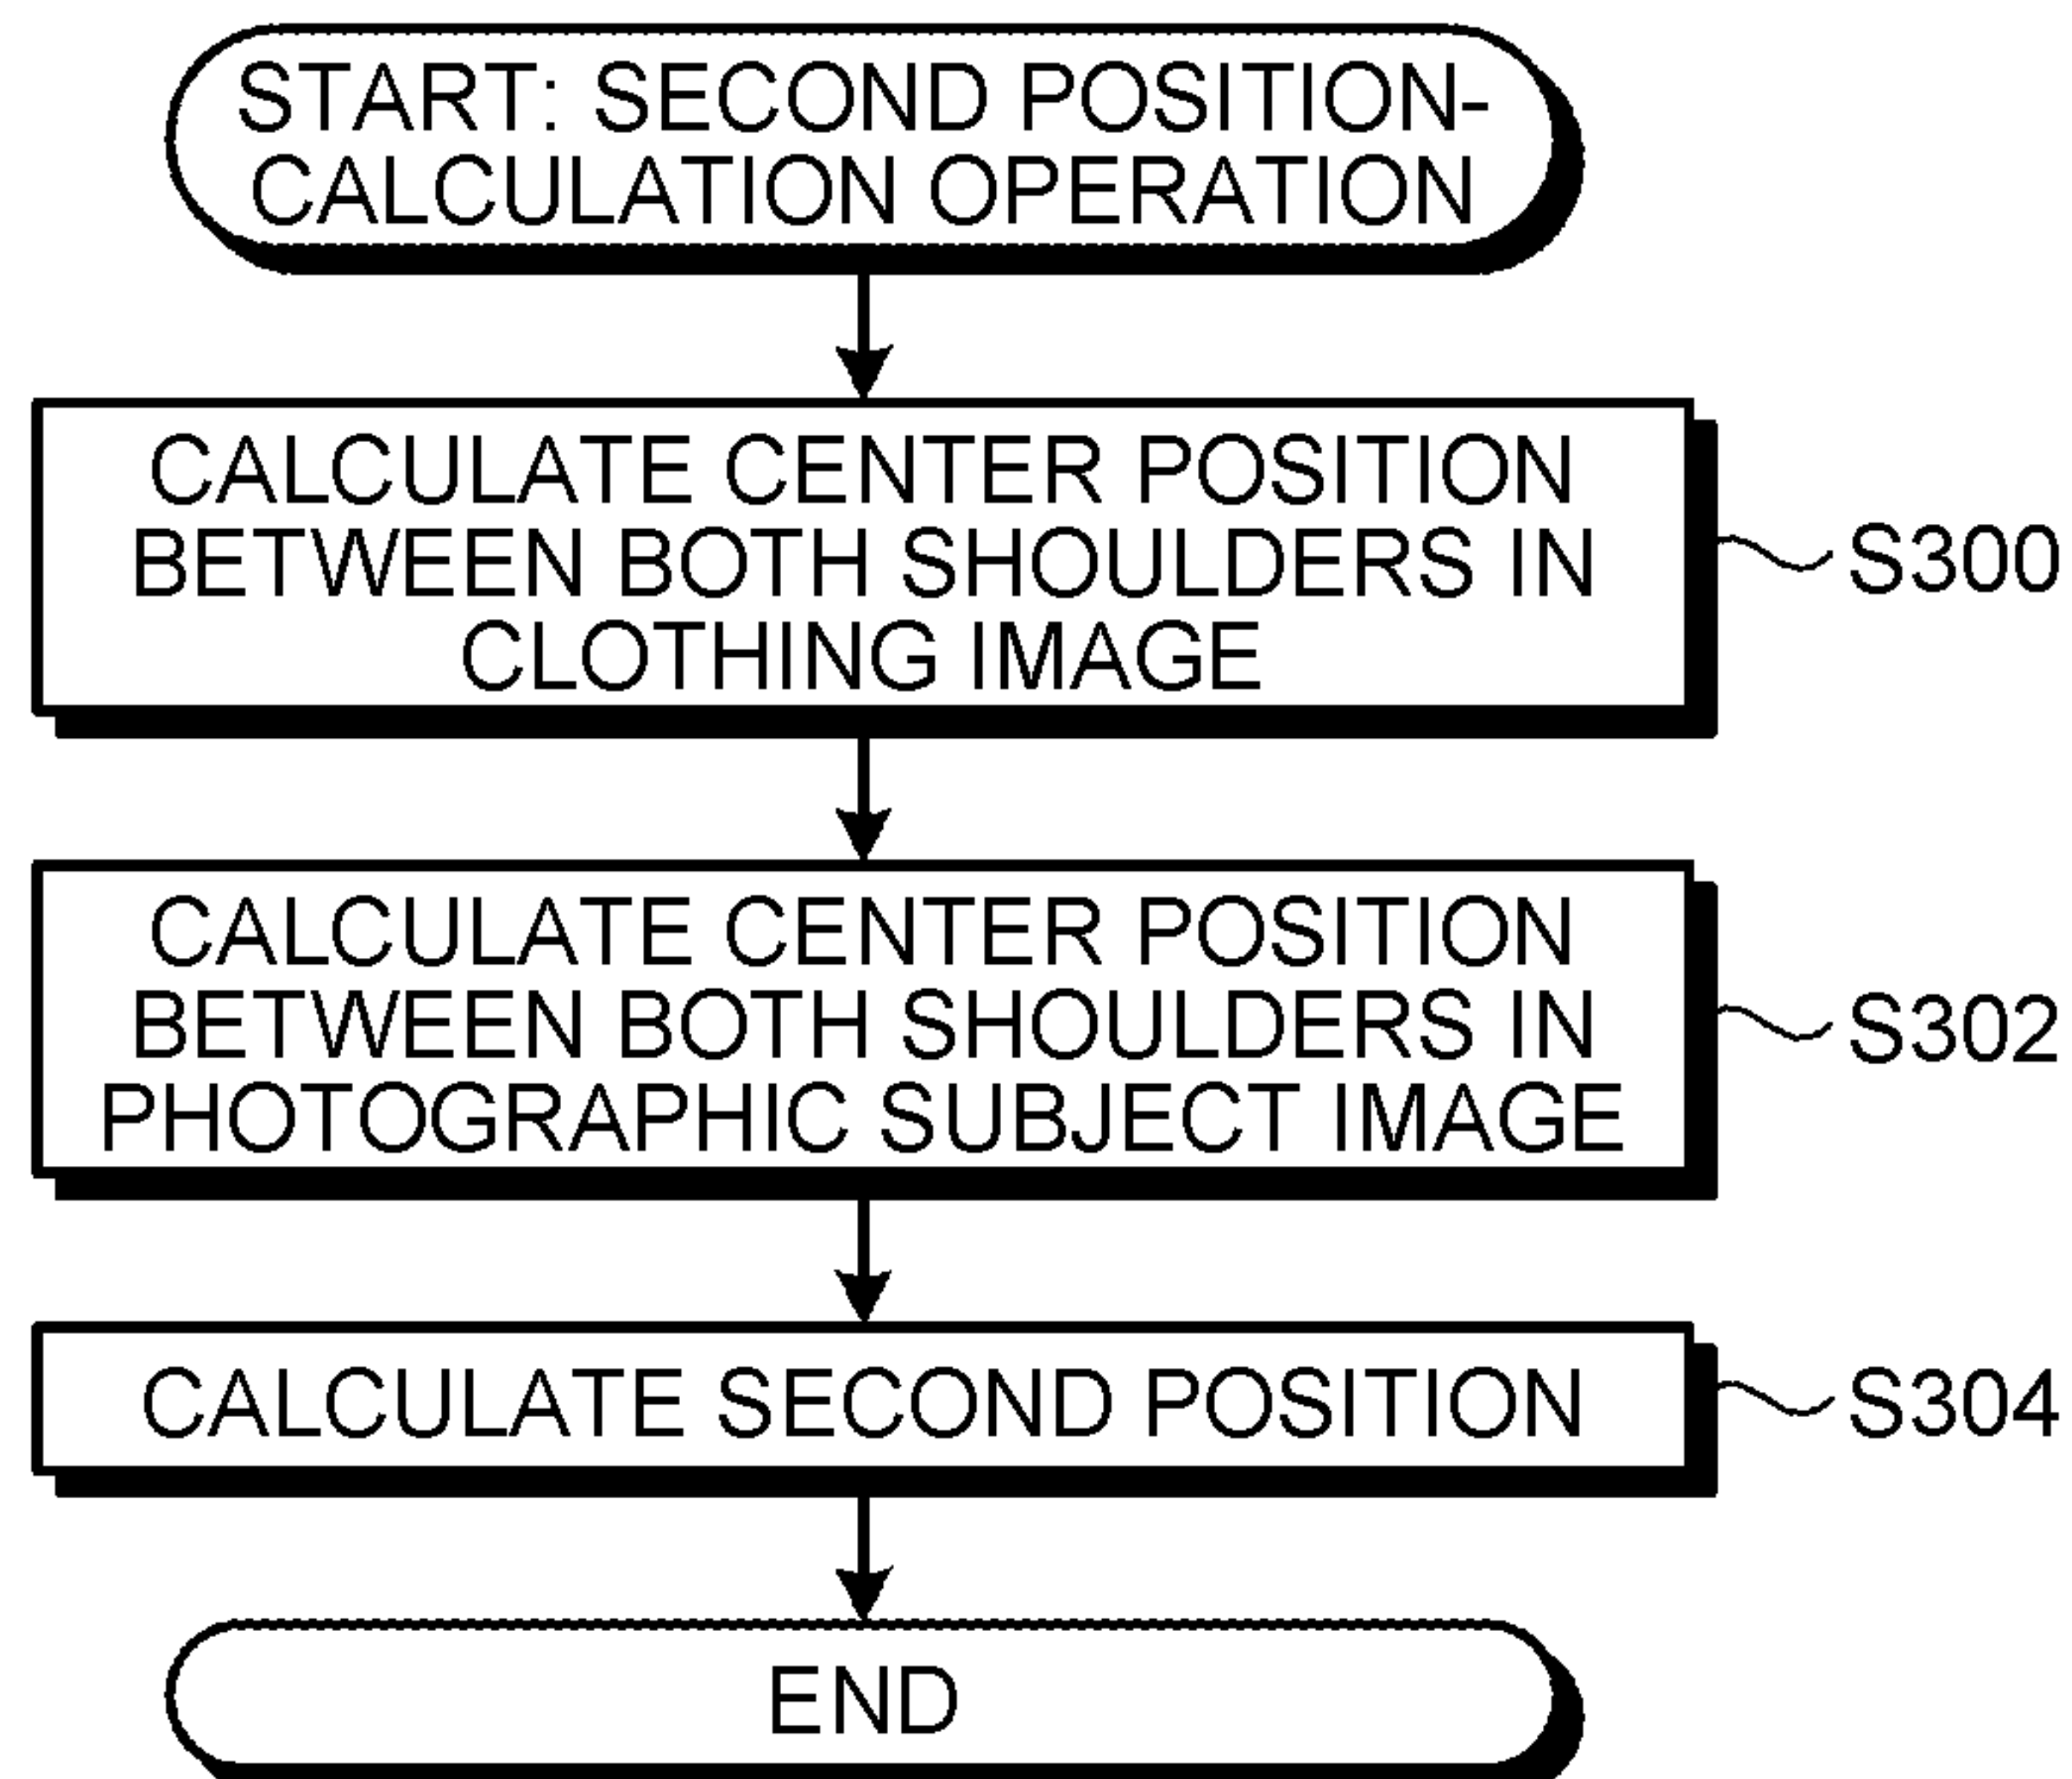 START: SECOND POSITION-
CALCULATION OPERATION
CALCULATE CENTER POSITION
BETWEEN BOTH SHOULDERS IN
CLOTHING IMAGE
S300
CALCULATE CENTER POSITION
BETWEEN BOTH SHOULDERS IN
PHOTOGRAPHIC SUBJECT IMAGE
S302
CALCULATE SECOND POSITION
S304
END